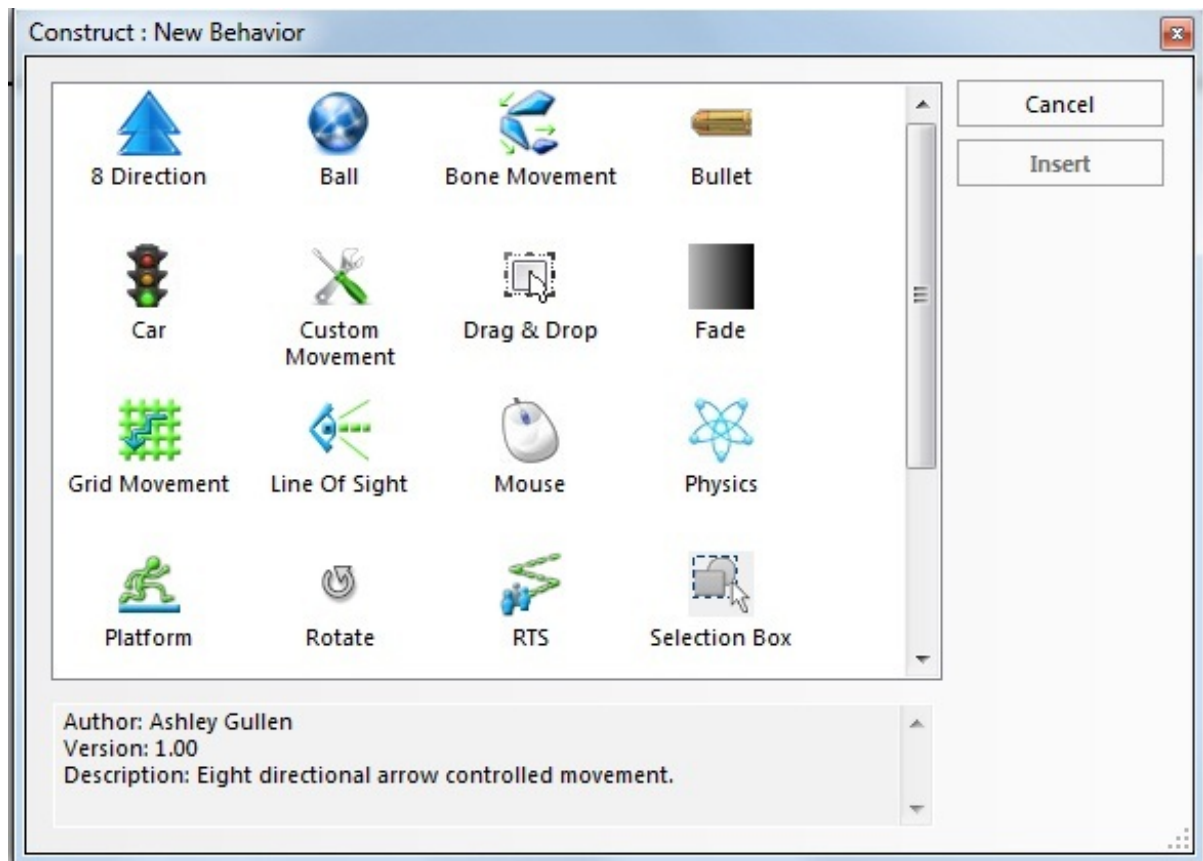 Construct : New Behavior
Cancel
Insert
8 Direction
Ball
Bone Movement
Bullet
Car
Custom
Movement
Drag & Drop
Fade
Grid Movement
Line Of Sight
Mouse
Physics
Platform
Rotate
RTS
Selection Box
Author: Ashley Gullen
Version: 1.00
Description: Eight directional arrow controlled movement.